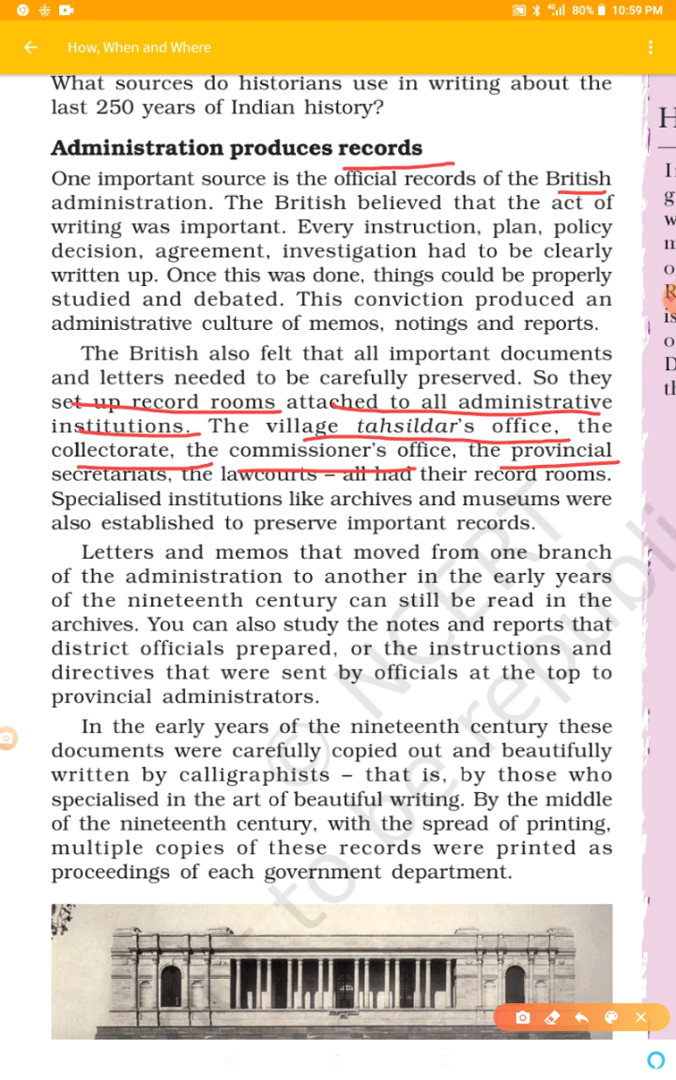 80% 10:59 PM
How, When and Where
What sources do historians use in writing about the
last 250 years of Indian history?
Administration produces records
One important source is the official records of the British
administration. The British believed that the act of
writing was important. Every instruction, plan, policy
decision, agreement, investigation had to be clearly
written up. Once this was done, things could be properly
studied and debated. This conviction produced an
administrative culture of memos, notings and reports.
The British also felt that all important documents
and letters needed to be carefully preserved. So they
set up record rooms attached to all administrative
institutions. The village tahsildar's office, the
collectorate, the commissioner's office, the provincial
secretariats, the lawcourts – all had their record rooms.
Specialised institutions like archives and museums were
also established to preserve important records.
Letters and memos that moved from one branch
of the administration to another in the early years
of the nineteenth century can still be read in the
archives. You can also study the notes and reports that
district officials prepared, or the instructions and
directives that were sent by officials at the top to
provincial administrators.
In the early years of the nineteenth century these
documents were carefully copied out and beautifully
written by calligraphists – that is, by those who
specialised in the art of beautiful writing. By the middle
of the nineteenth century, with the spread of printing,
multiple copies of these records were printed as
proceedings of each government department.
© NCERT
to be republi